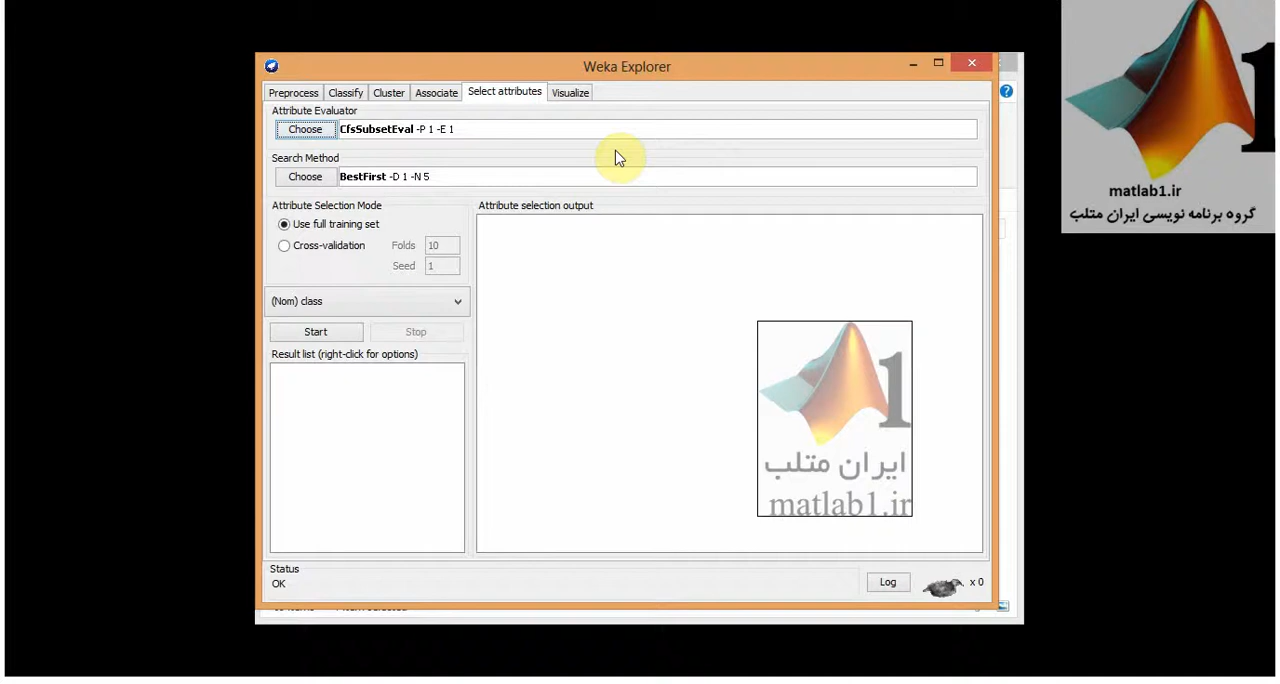 Weka Explorer
Preprocess Classify Cluster Associate Select attributes Visualize
Attribute Evaluator
Choose CfsSubsetEval -P 1 -E 1
Search Method
Choose BestFirst -D 1 -N 5
Attribute Selection Mode
Use full training set
Cross-validation Folds 10
Seed 1
(Nom) class
Start Stop
Result list (right-click for options)
Attribute selection output
ایران متلب
matlab1.ir
Status
OK
Log x 0
1
matlab1.ir
گروه برنامه نویسی ایران متلب